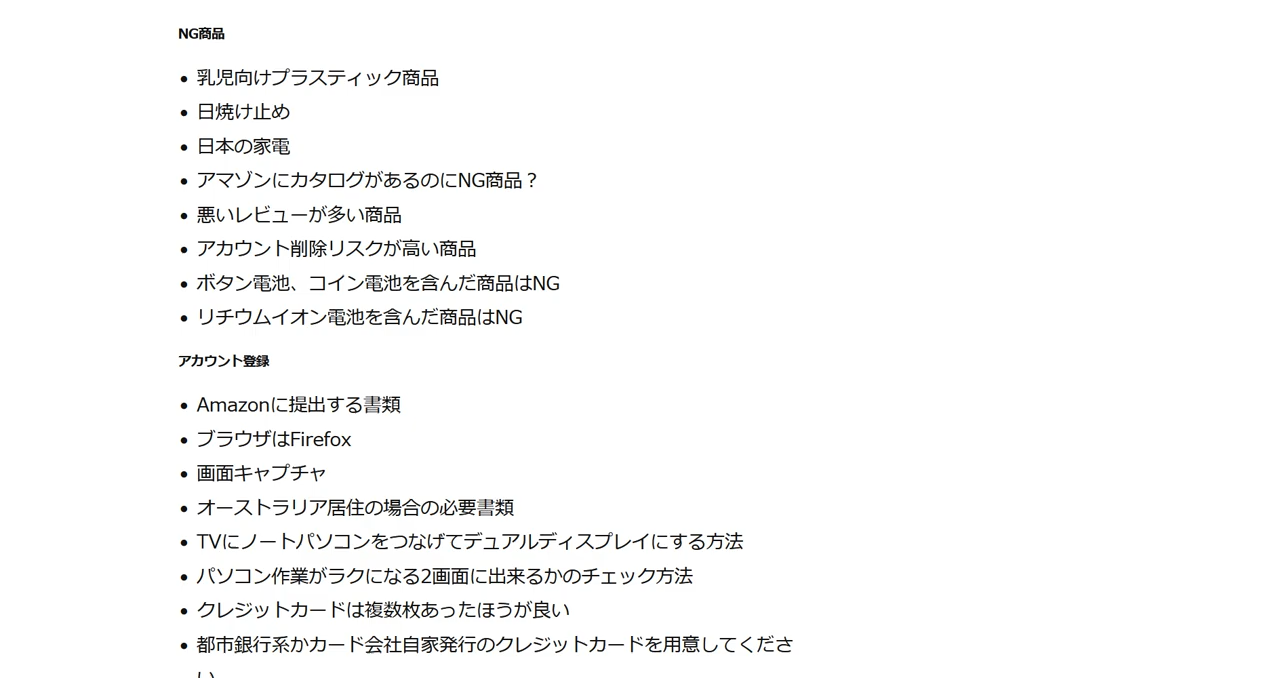 NG商品
• 乳児向けプラスティック商品
• 日焼け止め
• 日本の家電
• アマゾンにカタログがあるのにNG商品？
• 悪いレビューが多い商品
• アカウント削除リスクが高い商品
• ボタン電池、コイン電池を含んだ商品はNG
• リチウムイオン電池を含んだ商品はNG
アカウント登録
• Amazonに提出する書類
• ブラウザはFirefox
• 画面キャプチャ
• オーストラリア居住の場合の必要書類
• TVにノートパソコンをつなげてデュアルディスプレイにする方法
• パソコン作業がラクになる2画面に出来るかのチェック方法
• クレジットカードは複数枚あったほうが良い
• 都市銀行系かカード会社自家発行のクレジットカードを用意してくださ
い